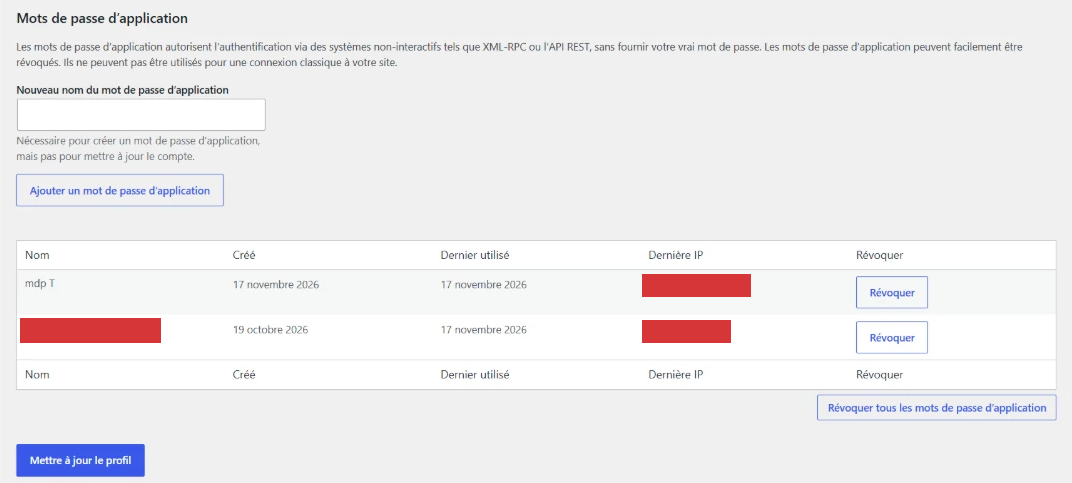 Mots de passe d’application
Les mots de passe d’application autorisent l’authentification via des systèmes non-interactifs tels que XML-RPC ou l’API REST, sans fournir votre vrai mot de passe. Les mots de passe d’application peuvent facilement être
révoqués. Ils ne peuvent pas être utilisés pour une connexion classique à votre site.
Nouveau nom du mot de passe d’application
Nécessaire pour créer un mot de passe d’application,
mais pas pour mettre à jour le compte.
Ajouter un mot de passe d’application
Nom Créé Dernier utilisé Dernière IP Révoquer
mdp T 17 novembre 2026 17 novembre 2026 Révoquer
19 octobre 2026 17 novembre 2026 Révoquer
Nom Créé Dernier utilisé Dernière IP Révoquer
Révoquer tous les mots de passe d’application
Mettre à jour le profil